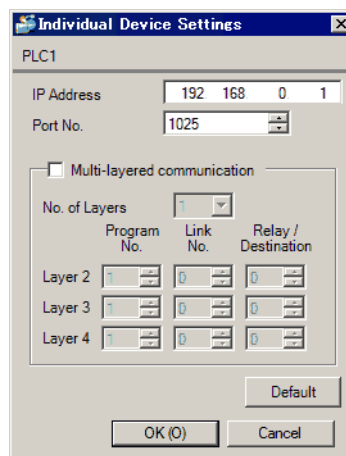 Individual Device Settings
PLC1
IP Address 192 168 0 1
Port No. 1025
Multi-layered communication
No. of Layers 1
Program No. Link No. Relay / Destination
Layer 2 1 0 0
Layer 3 1 0 0
Layer 4 1 0 0
Default
OK (O) Cancel